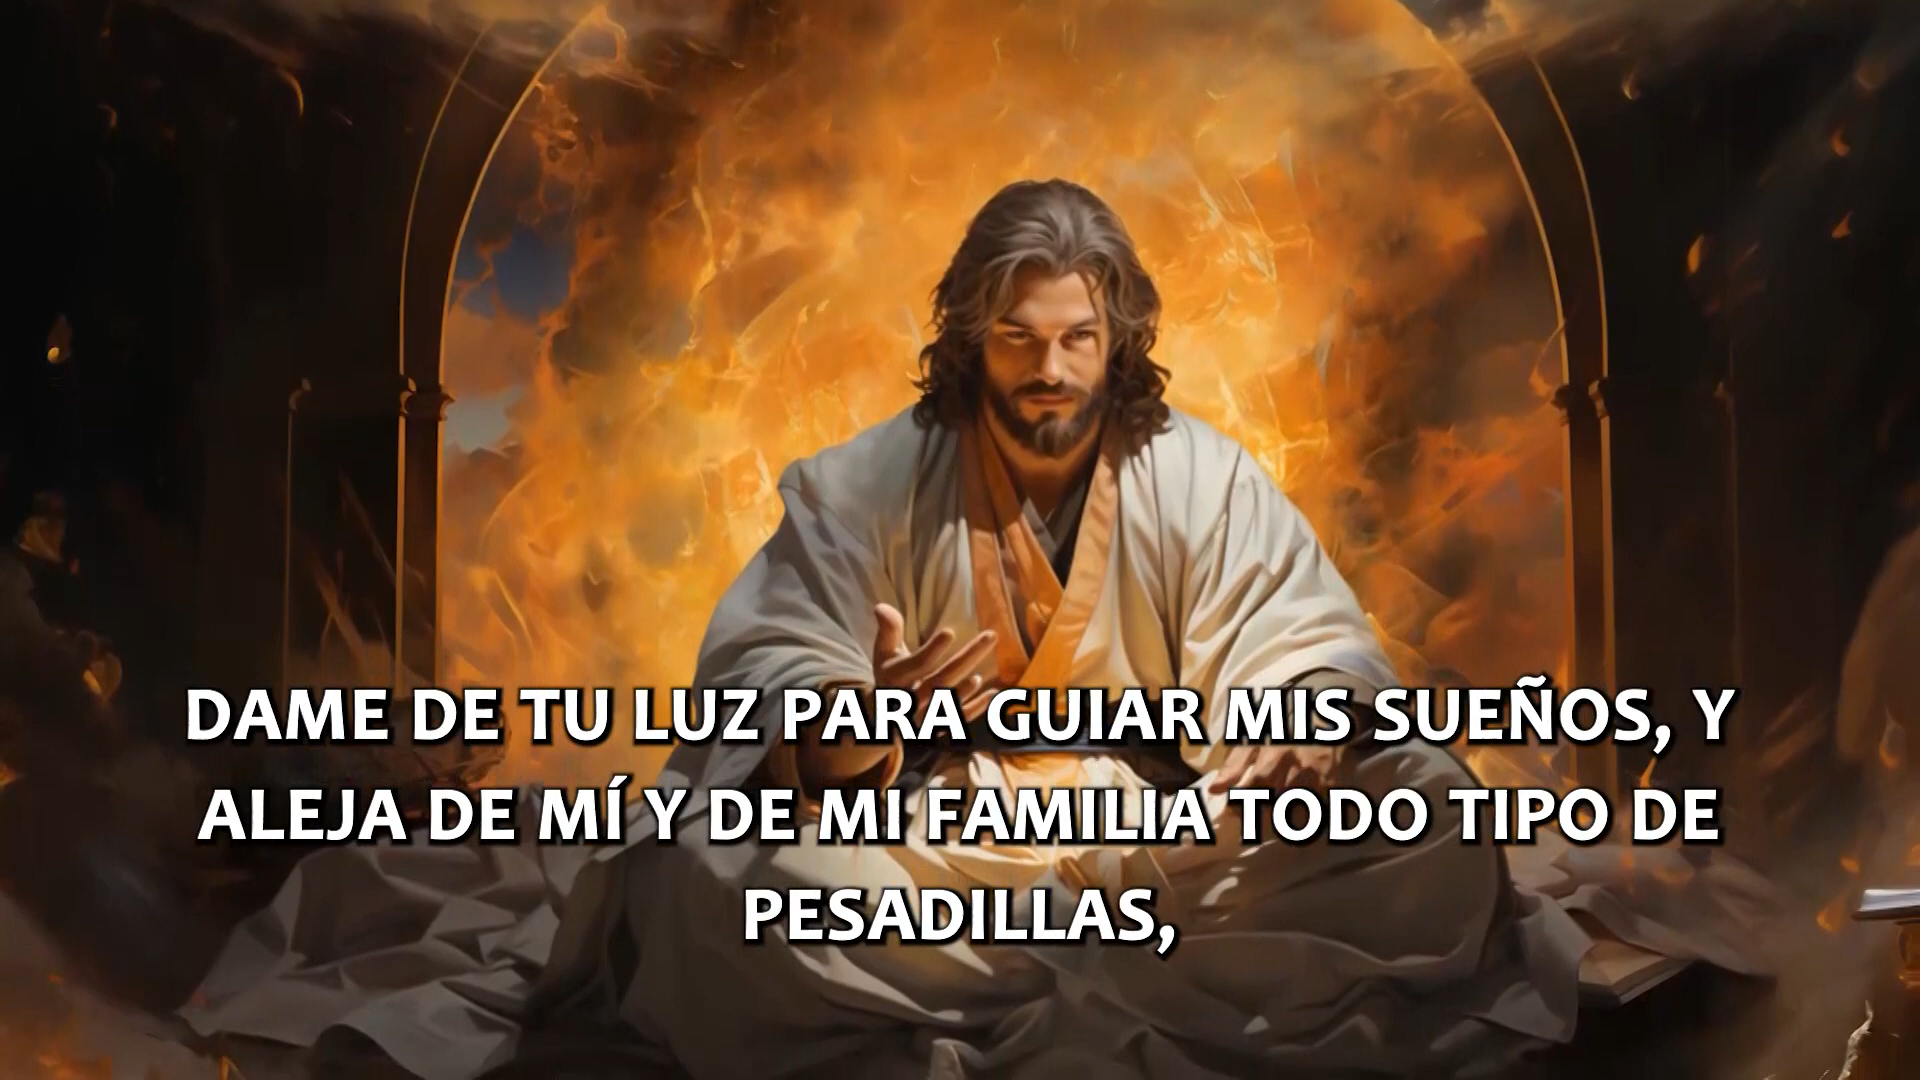 DAME DE TU LUZ PARA GUIAR MIS SUEÑOS, Y
ALEJA DE MÍ Y DE MI FAMILIA TODO TIPO DE
PESADILLAS,